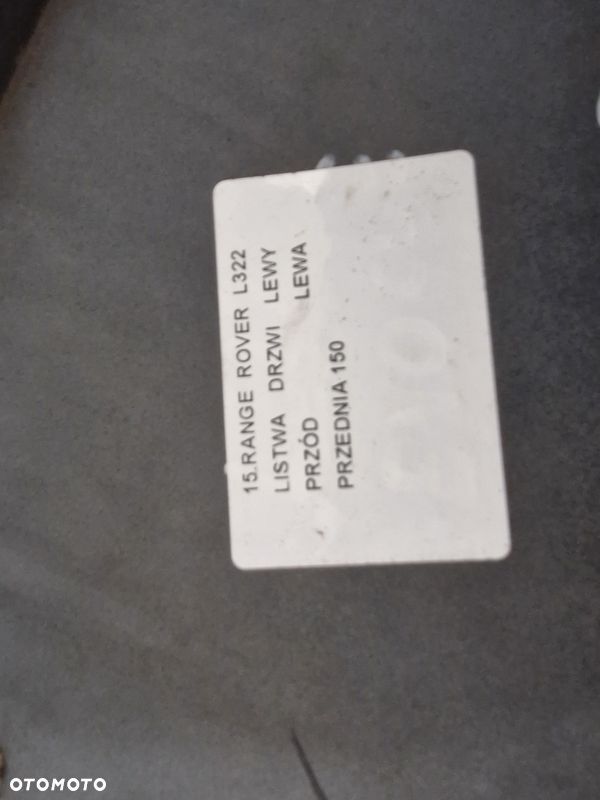 15.RANGE ROVER L322
LISTWA DRZWI LEWY
PRZÓD LEWA
PRZEDNIA 150
OTOMOTO